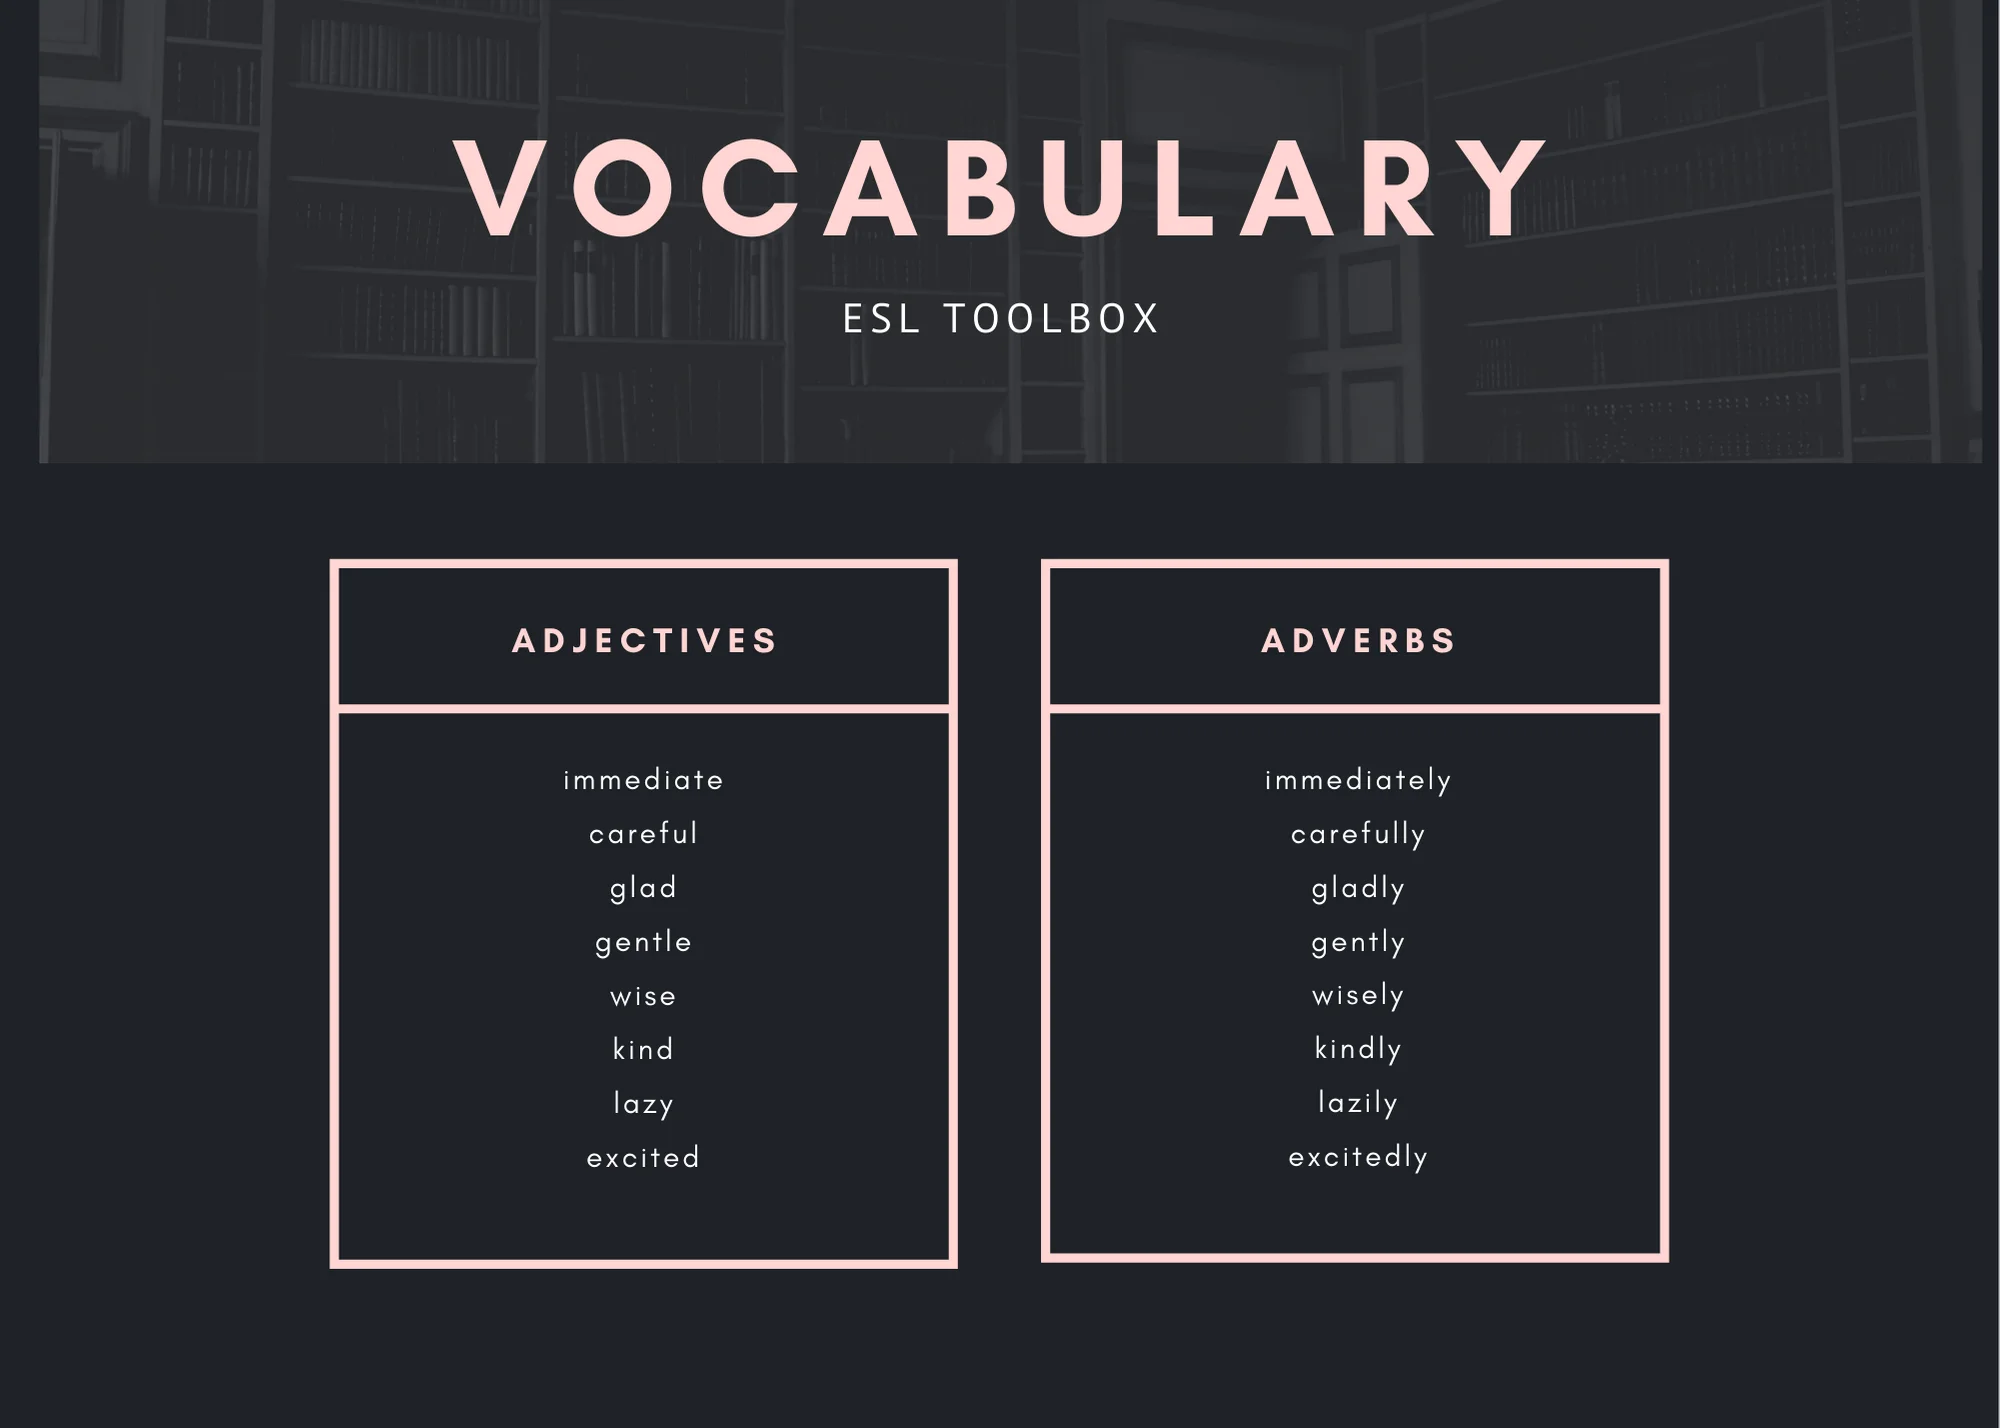 VOCABULARY
ESL TOOLBOX
ADJECTIVES
immediate
careful
glad
gentle
wise
kind
lazy
excited
ADVERBS
immediately
carefully
gladly
gently
wisely
kindly
lazily
excitedly